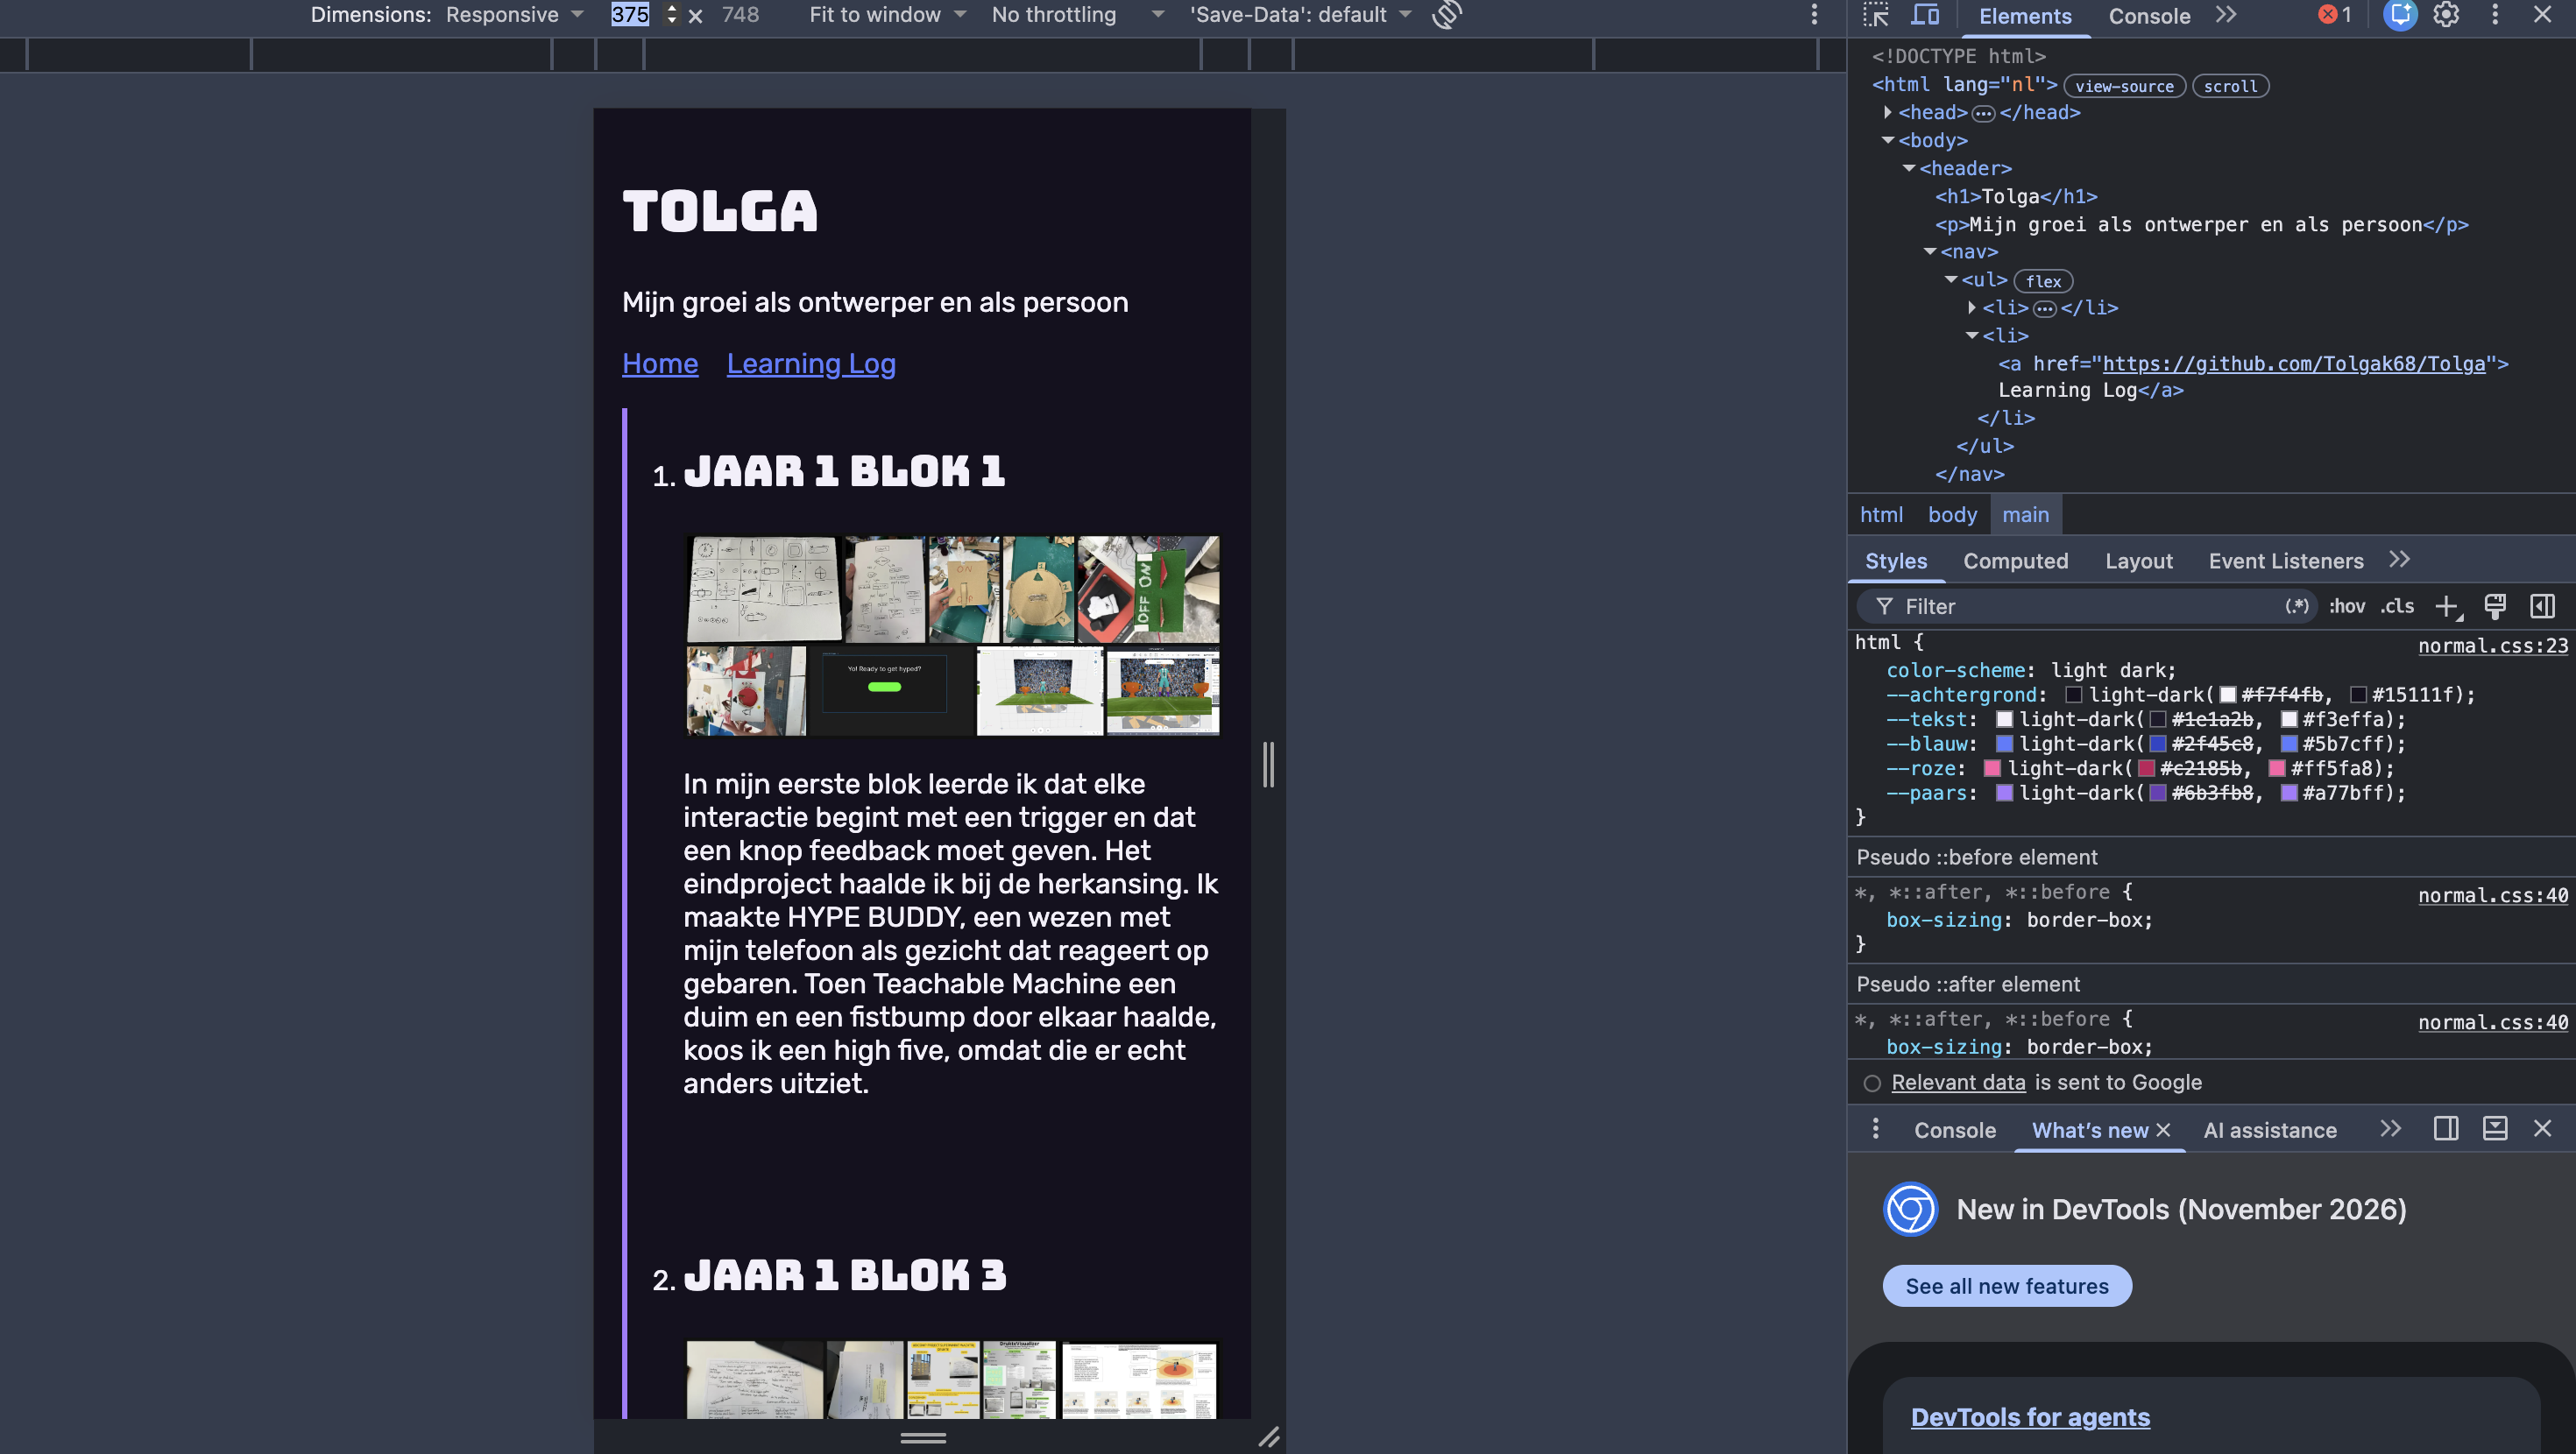 Dimensions: Responsive 375 × 748 Fit to window No throttling 'Save-Data': default
TOLGA
Mijn groei als ontwerper en als persoon
Home Learning Log
1. JAAR 1 BLOK 1
ON
OFF ON
Yo! Ready to get hyped?
In mijn eerste blok leerde ik dat elke
interactie begint met een trigger en dat
een knop feedback moet geven. Het
eindproject haalde ik bij de herkansing. Ik
maakte HYPE BUDDY, een wezen met
mijn telefoon als gezicht dat reageert op
gebaren. Toen Teachable Machine een
duim en een fistbump door elkaar haalde,
koos ik een high five, omdat die er echt
anders uitziet.
2. JAAR 1 BLOK 3
Elements Console 1
<!DOCTYPE html>
<html lang="nl"> view-source scroll
<head> … </head>
<body>
<header>
<h1>Tolga</h1>
<p>Mijn groei als ontwerper en als persoon</p>
<nav>
<ul> flex
<li> … </li>
<li>
<a href="https://github.com/Tolgak68/Tolga">
Learning Log</a>
</li>
</ul>
</nav>
html body main
Styles Computed Layout Event Listeners
Filter (.*) :hov .cls
html { normal.css:23
color-scheme: light dark;
--achtergrond: light-dark(#f7f4fb, #15111f);
--tekst: light-dark(#1e1a2b, #f3effa);
--blauw: light-dark(#2f45c8, #5b7cff);
--roze: light-dark(#c2185b, #ff5fa8);
--paars: light-dark(#6b3fb8, #a77bff);
}
Pseudo ::before element
*, *::after, *::before { normal.css:40
box-sizing: border-box;
}
Pseudo ::after element
*, *::after, *::before { normal.css:40
box-sizing: border-box;
Relevant data is sent to Google
Console What's new AI assistance
New in DevTools (November 2026)
See all new features
DevTools for agents